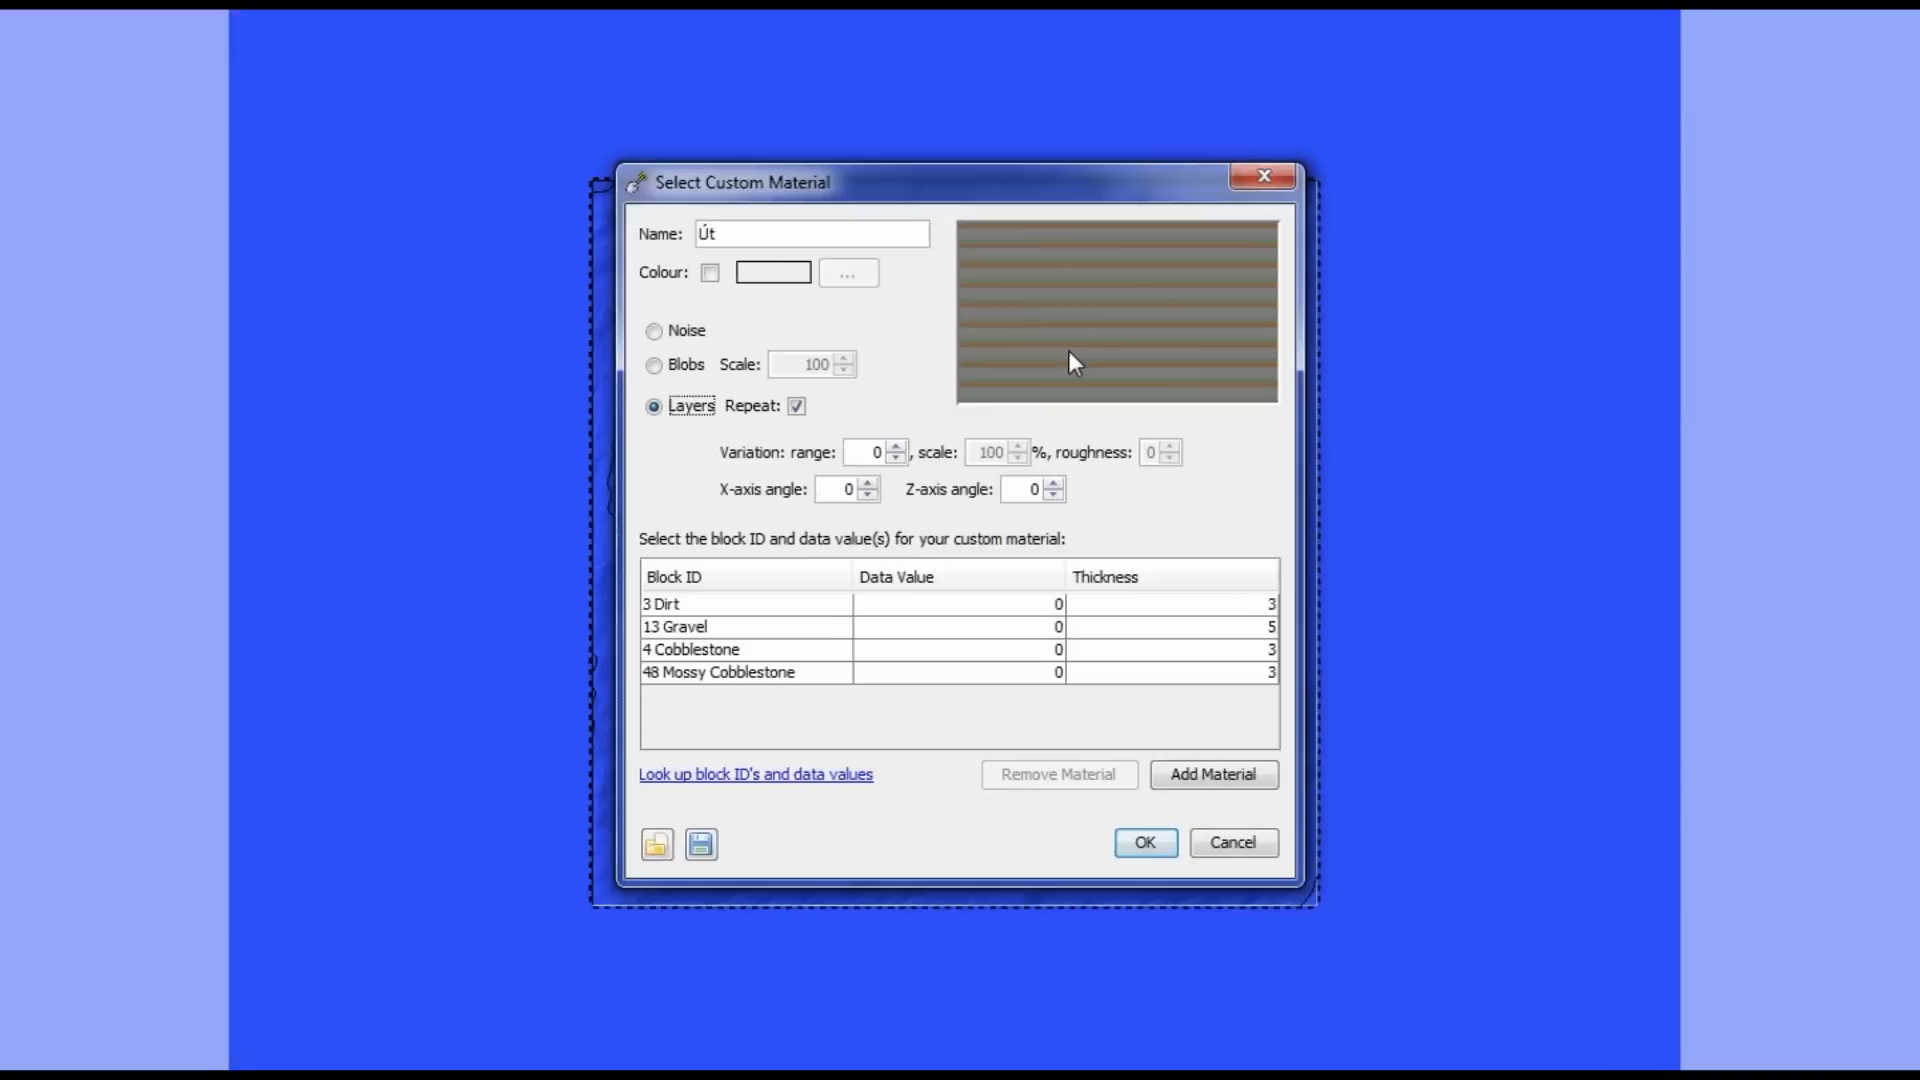 Select Custom Material
Name: Út
Colour: ...
Noise
Blobs Scale: 100
Layers Repeat:
Variation: range: 0 , scale: 100 %, roughness: 0
X-axis angle: 0 Z-axis angle: 0
Select the block ID and data value(s) for your custom material:
Block ID Data Value Thickness
3 Dirt 0 3
13 Gravel 0 5
4 Cobblestone 0 3
48 Mossy Cobblestone 0 3
Look up block ID's and data values Remove Material Add Material
OK Cancel